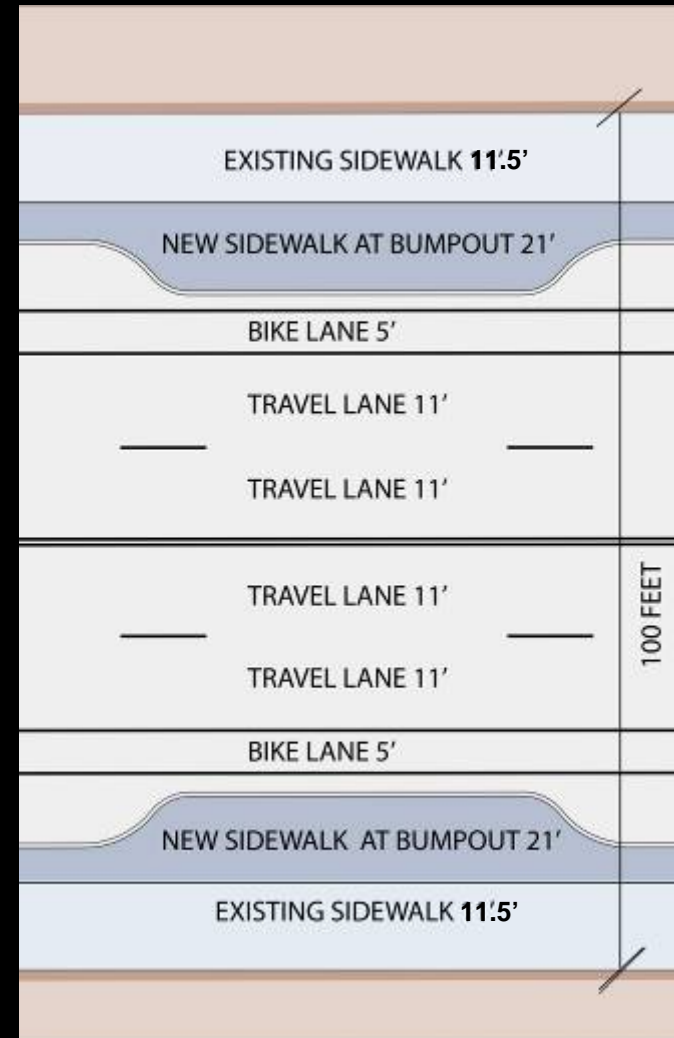 EXISTING SIDEWALK 11'.5’
NEW SIDEWALK AT BUMPOUT 21'
BIKE LANE 5'
TRAVEL LANE 11'
TRAVEL LANE 11'
TRAVEL LANE 11'
TRAVEL LANE 11'
100 FEET
BIKE LANE 5'
NEW SIDEWALK AT BUMPOUT 21'
EXISTING SIDEWALK 11'.5’